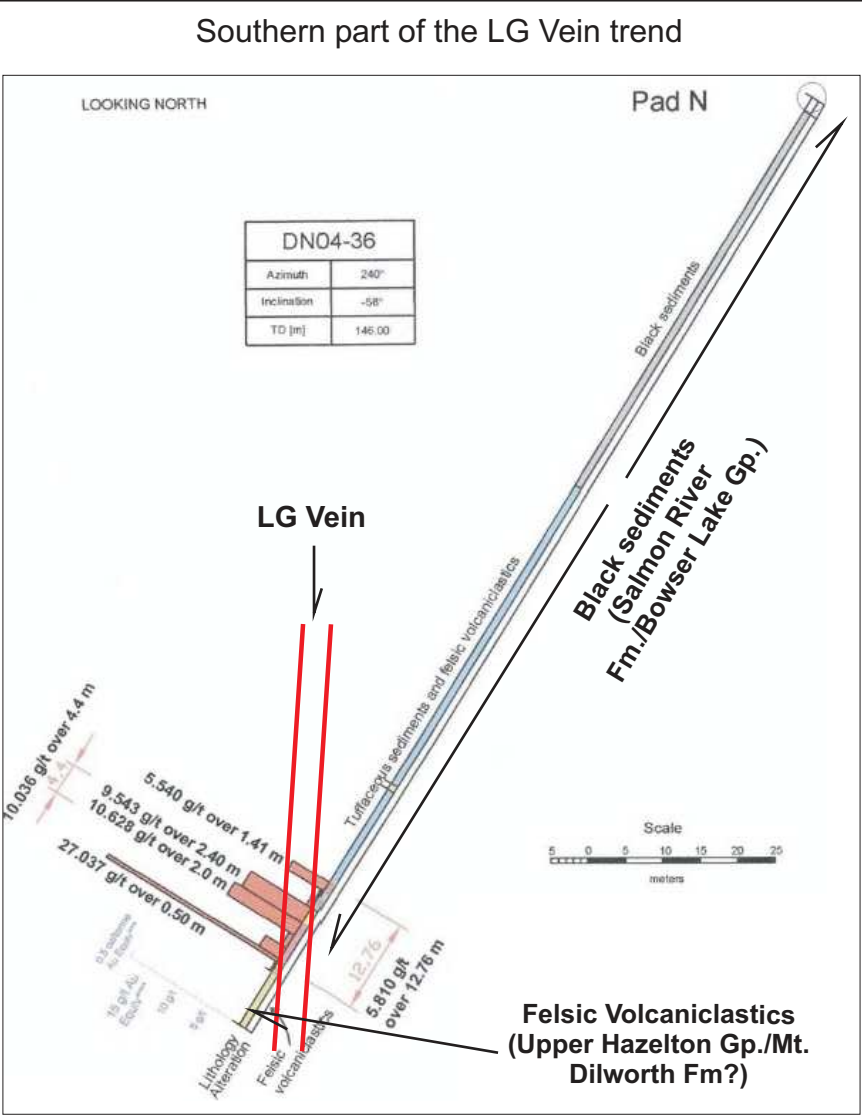 Southern part of the LG Vein trend
LOOKING NORTH
Pad N
DN04-36
Azimuth 240°
Inclination -58°
TD [m] 146.00
Black sediments
Black sediments
(Salmon River
Fm./Bowser Lake Gp.)
LG Vein
Tuffaceous sediments and felsic volcaniclastics
10.036 g/t over 4.4 m
4.4
5.540 g/t over 1.41 m
9.543 g/t over 2.40 m
10.628 g/t over 2.0 m
27.037 g/t over 0.50 m
Scale
5 0 5 10 15 20 25
meters
12.76
5.810 g/t
over 12.76 m
15 g/t Au
10 g/t
5 g/t
Lithology
Alteration
Felsic
volcaniclastics
Felsic Volcaniclastics
(Upper Hazelton Gp./Mt.
Dilworth Fm?)